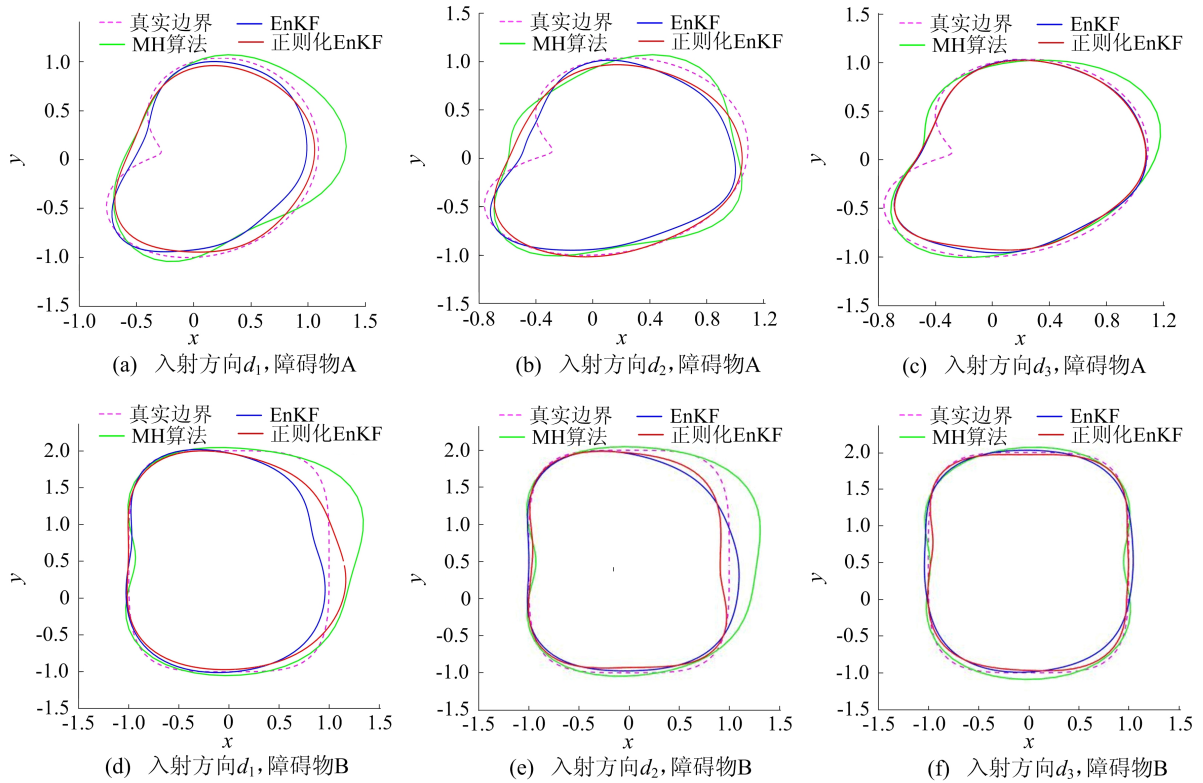 真实边界 EnKF
MH算法 正则化EnKF
1.0
0.5
0
-0.5
-1.0
-1.5
y
-1.0 -0.5 0 0.5 1.0 1.5
x
(a) 入射方向d1,障碍物A
真实边界 EnKF
MH算法 正则化EnKF
1.5
1.0
0.5
0
-0.5
-1.0
-1.5
y
-0.8 -0.4 0 0.4 0.8 1.2
x
(b) 入射方向d2,障碍物A
真实边界 EnKF
MH算法 正则化EnKF
1.5
1.0
0.5
0
-0.5
-1.0
-1.5
y
-0.8 -0.4 0 0.4 0.8 1.2
x
(c) 入射方向d3,障碍物A
真实边界 EnKF
MH算法 正则化EnKF
2.0
1.5
1.0
0.5
0
-0.5
-1.0
-1.5
y
-1.5 -1.0 -0.5 0 0.5 1.0 1.5
x
(d) 入射方向d1,障碍物B
真实边界 EnKF
MH算法 正则化EnKF
2.0
1.5
1.0
0.5
0
-0.5
-1.0
-1.5
y
-1.5 -1.0 -0.5 0 0.5 1.0 1.5
x
(e) 入射方向d2,障碍物B
真实边界 EnKF
MH算法 正则化EnKF
2.0
1.5
1.0
0.5
0
-0.5
-1.0
-1.5
y
-1.5 -1.0 -0.5 0 0.5 1.0 1.5
x
(f) 入射方向d3,障碍物B